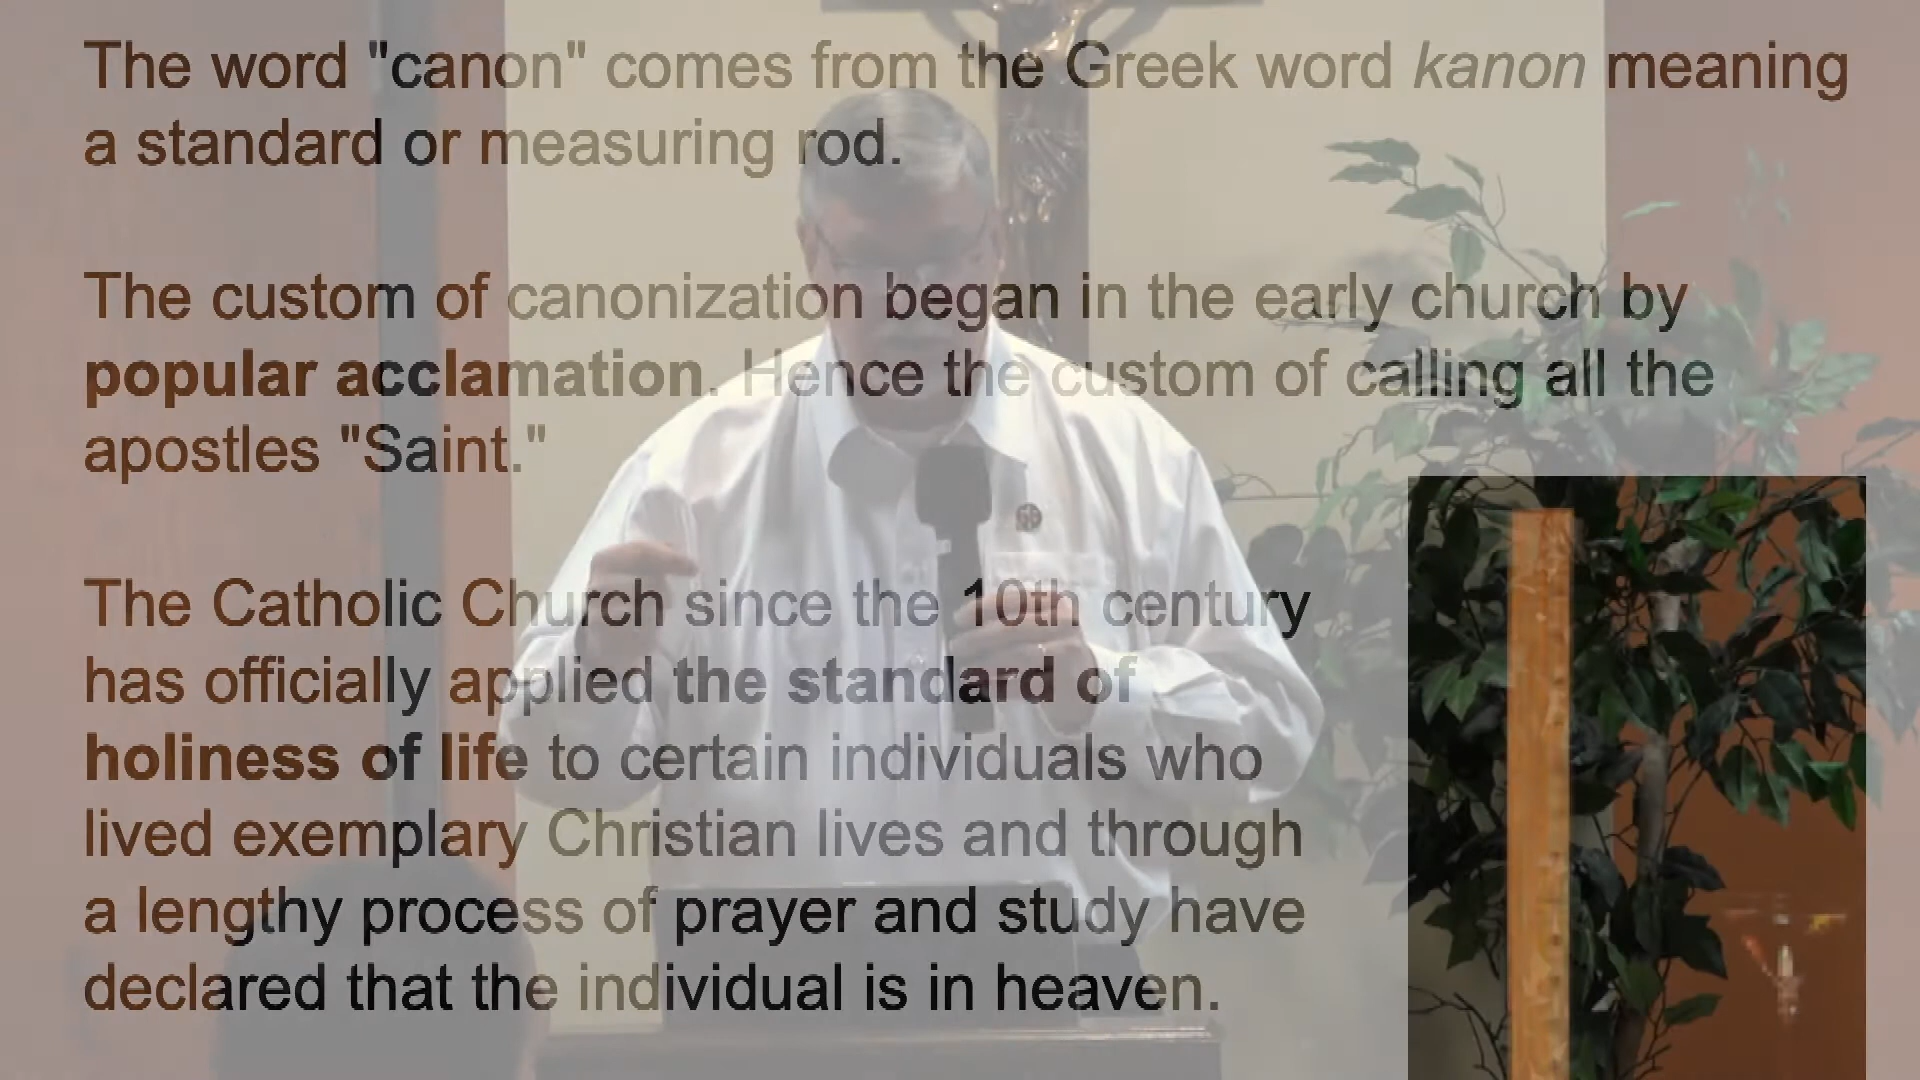 The word "canon" comes from the Greek word kanon meaning
a standard or measuring rod.
The custom of canonization began in the early church by
popular acclamation. Hence the custom of calling all the
apostles "Saint."
The Catholic Church since the 10th century
has officially applied the standard of
holiness of life to certain individuals who
lived exemplary Christian lives and through
a lengthy process of prayer and study have
declared that the individual is in heaven.